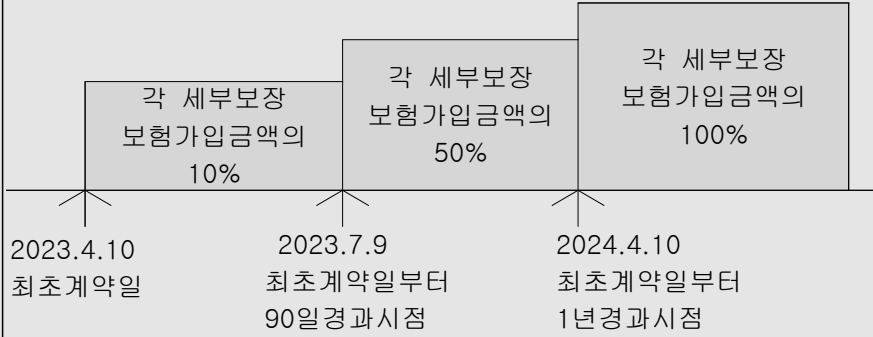 각 세부보장
보험가입금액의
10%
각 세부보장
보험가입금액의
50%
각 세부보장
보험가입금액의
100%
2023.4.10
최초계약일
2023.7.9
최초계약일부터
90일경과시점
2024.4.10
최초계약일부터
1년경과시점